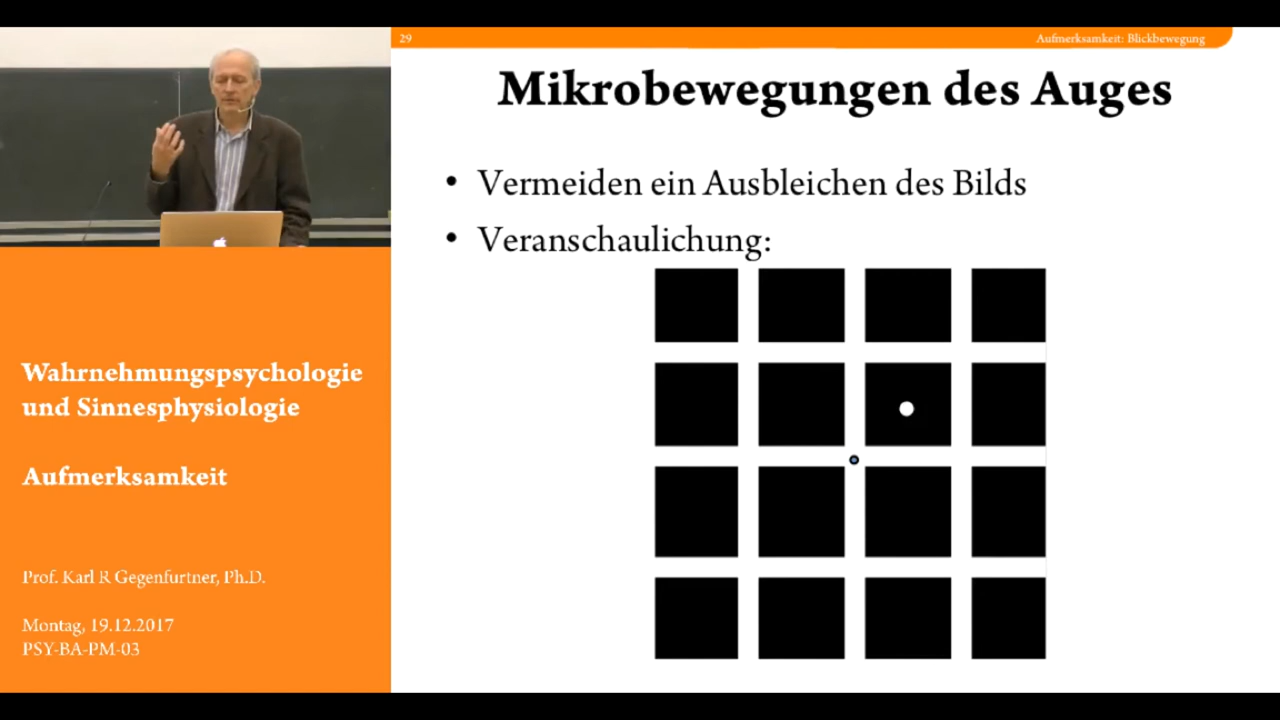 29
Aufmerksamkeit: Blickbewegung
Mikrobewegungen des Auges
• Vermeiden ein Ausbleichen des Bilds
• Veranschaulichung:
Wahrnehmungspsychologie
und Sinnesphysiologie
Aufmerksamkeit
Prof. Karl R Gegenfurtner, Ph.D.
Montag, 19.12.2017
PSY-BA-PM-03